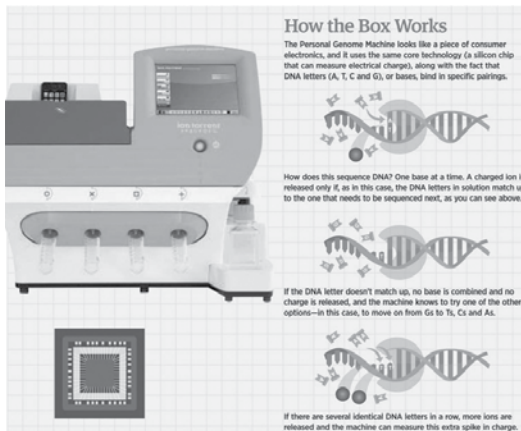 How the Box Works
The Personal Genome Machine looks like a piece of consumer
electronics, and it uses the same core technology (a silicon chip
that can measure electrical charge), along with the fact that
DNA letters (A, T, C and G), or bases, bind in specific pairings.
ion torrent
How does this sequence DNA? One base at a time. A charged ion i
released only if, as in this case, the DNA letters in solution match u
to the one that needs to be sequenced next, as you can see above.
If the DNA letter doesn't match up, no base is combined and no
charge is released, and the machine knows to try one of the other
options—in this case, to move on from Gs to Ts, Cs and As.
If there are several identical DNA letters in a row, more ions are
released and the machine can measure this extra spike in charge.